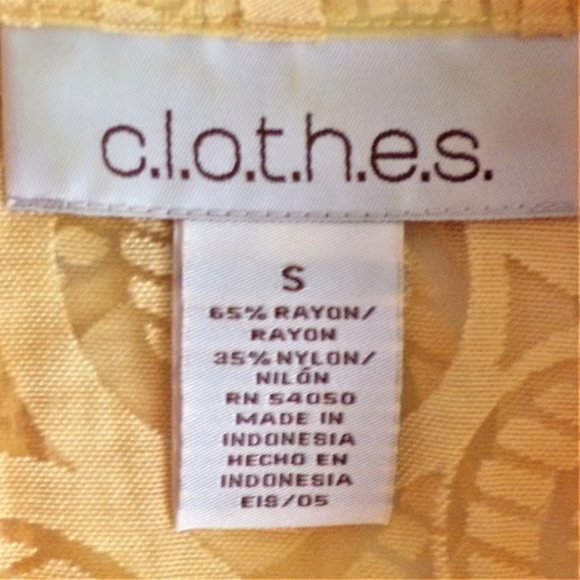 c.l.o.t.h.e.s.
S
65% RAYON/
RAYON
35% NYLON/
NILÓN
RN 54050
MADE IN
INDONESIA
HECHO EN
INDONESIA
EIS/05